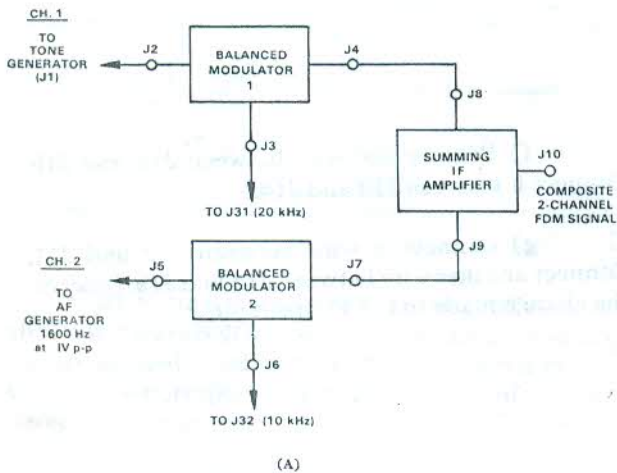 CH. 1
TO
TONE
GENERATOR
(J1)
J2
BALANCED
MODULATOR
1
J4
J3
TO J31 (20 kHz)
J8
SUMMING
IF
AMPLIFIER
J10
COMPOSITE
2-CHANNEL
FDM SIGNAL
J9
CH. 2
TO
AF
GENERATOR
1600 Hz
at IV p-p
J5
BALANCED
MODULATOR
2
J7
J6
TO J32 (10 kHz)
(A)